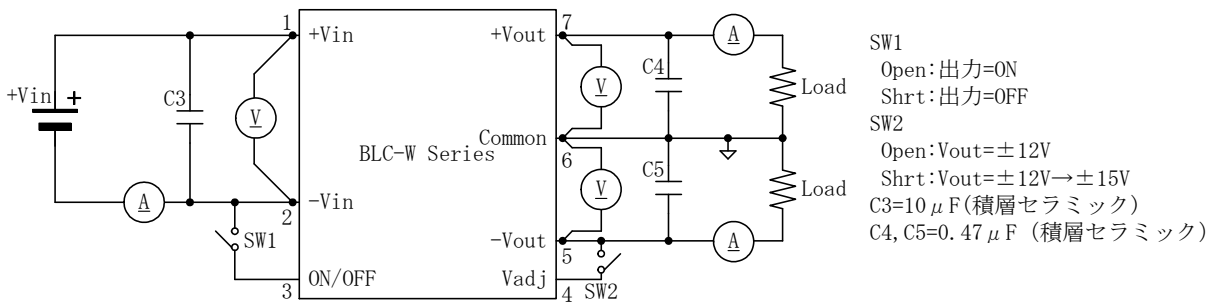 1
+Vin
+Vout
7
A
V
C4
Load
+Vin
+
C3
V
BLC-W Series
Common
6
V
C5
Load
A
2
-Vin
SW1
-Vout
5
A
3
ON/OFF
Vadj
4
SW2
SW1
Open:出力=ON
Shrt:出力=OFF
SW2
Open:Vout=±12V
Shrt:Vout=±12V→±15V
C3=10μF(積層セラミック)
C4,C5=0.47μF (積層セラミック)